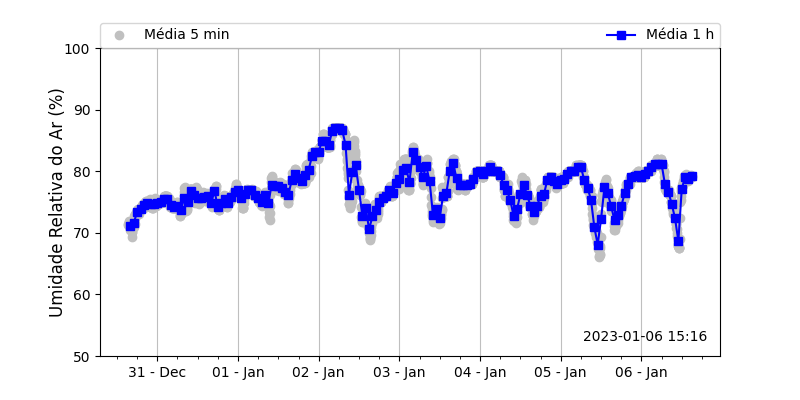 Média 5 min
Média 1 h
Umidade Relativa do Ar (%)
100
90
80
70
60
50
2023-01-06 15:16
31 - Dec
01 - Jan
02 - Jan
03 - Jan
04 - Jan
05 - Jan
06 - Jan